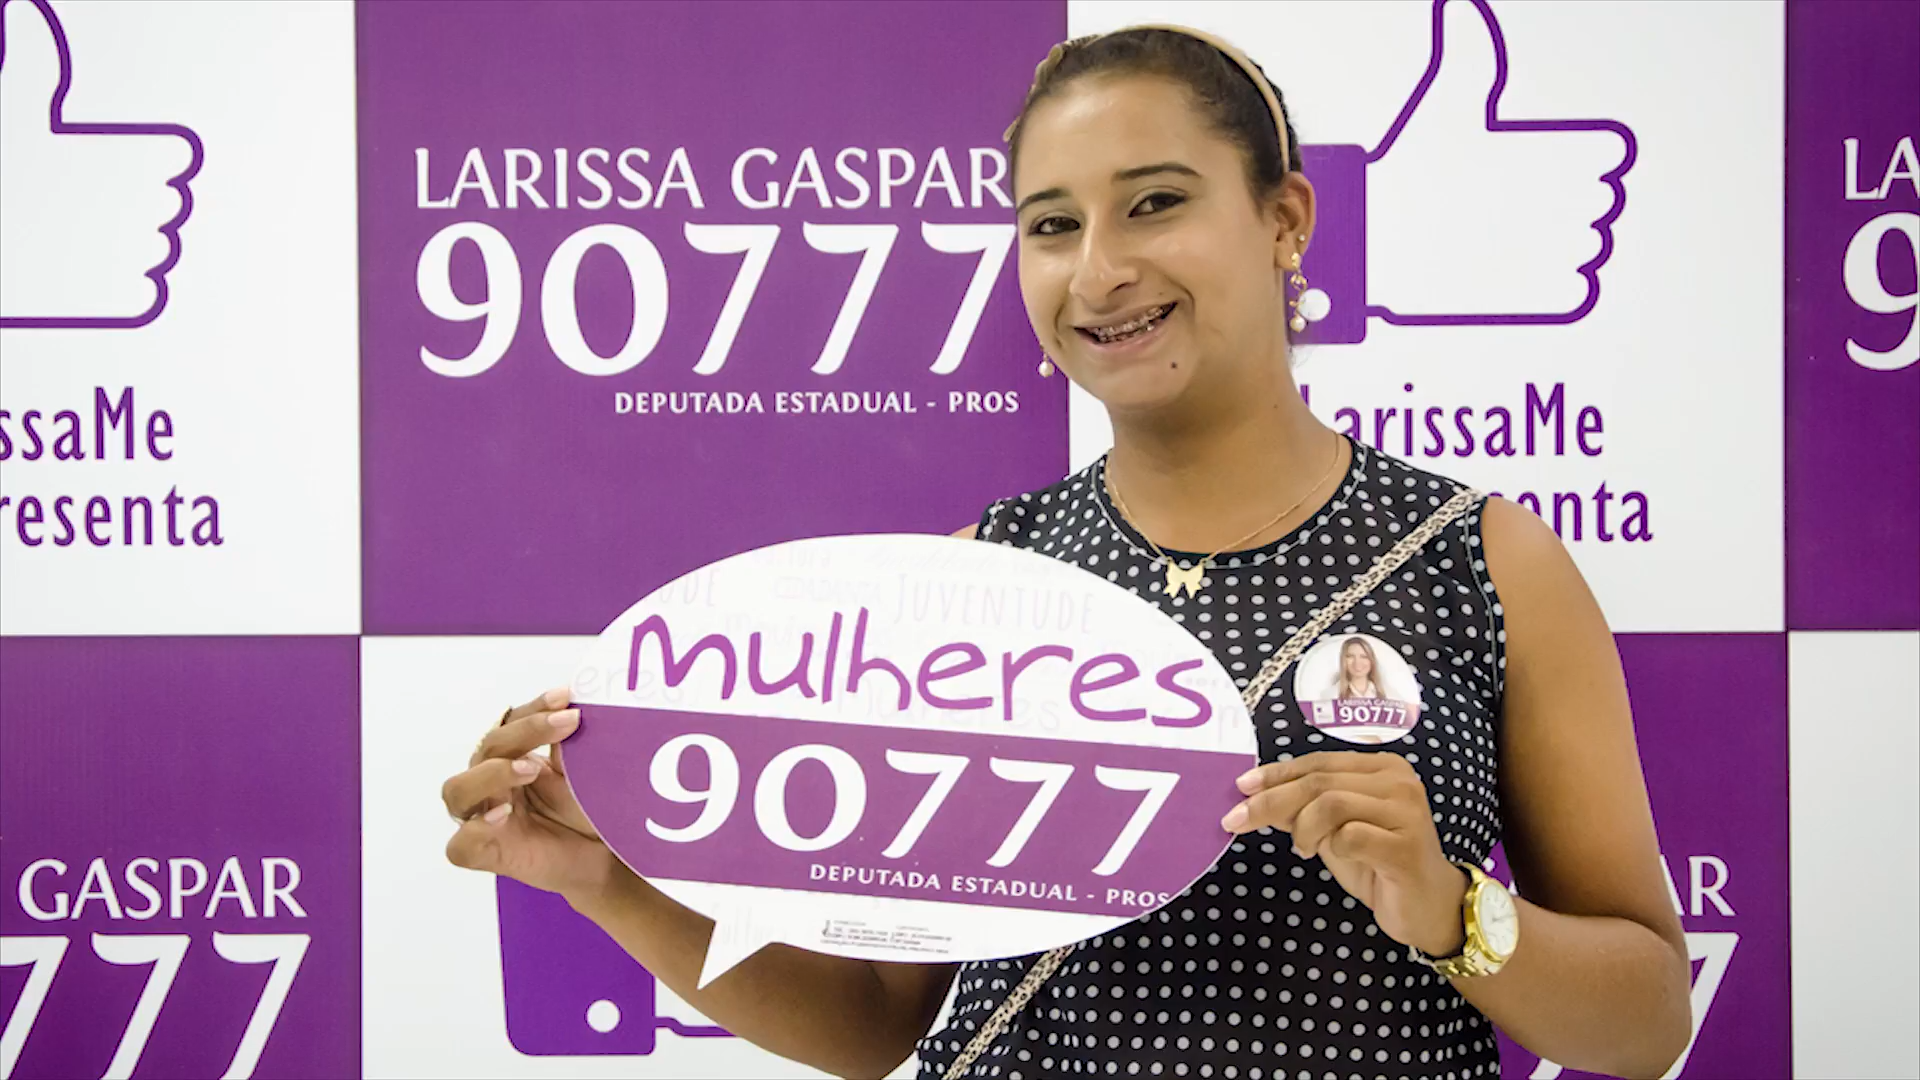 LARISSA GASPAR
90777
DEPUTADA ESTADUAL - PROS
ssaMe
resenta
LarissaMe
enta
LA
9
GASPAR
777
mulheres
JUVENTUDE
90777
DEPUTADA ESTADUAL - PROS
LARISSA GASPAR
90777
AR
7